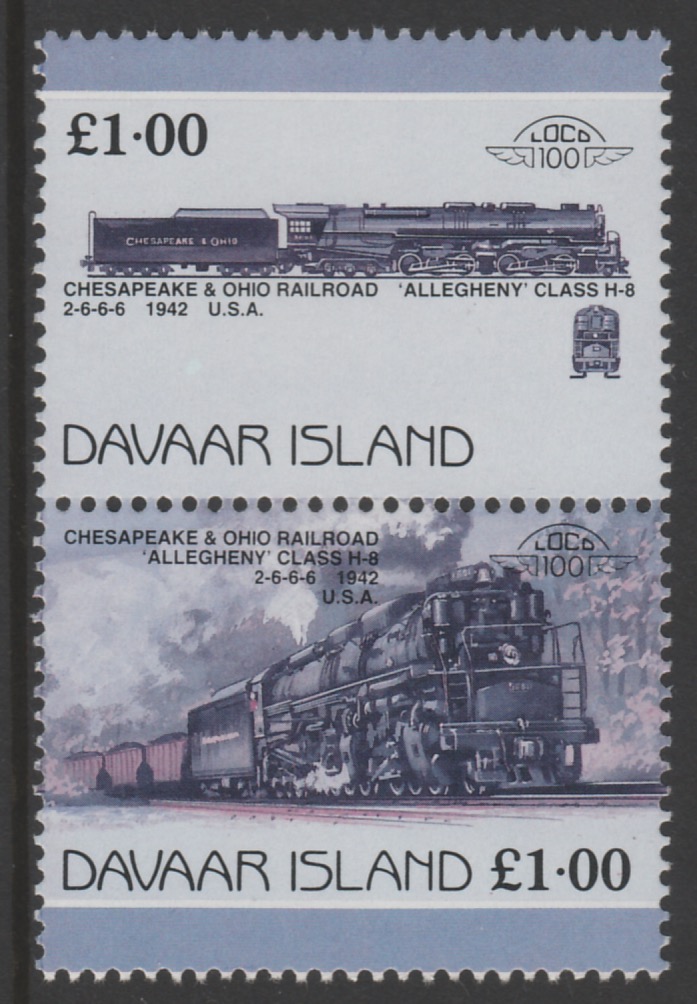 £1·00
LOCO
100
CHESAPEAKE & OHIO
CHESAPEAKE & OHIO RAILROAD 'ALLEGHENY' CLASS H-8
2-6-6-6 1942 U.S.A.
DAVAAR ISLAND
CHESAPEAKE & OHIO RAILROAD
'ALLEGHENY' CLASS H-8
2-6-6-6 1942
U.S.A.
LOCO
100
DAVAAR ISLAND £1·00